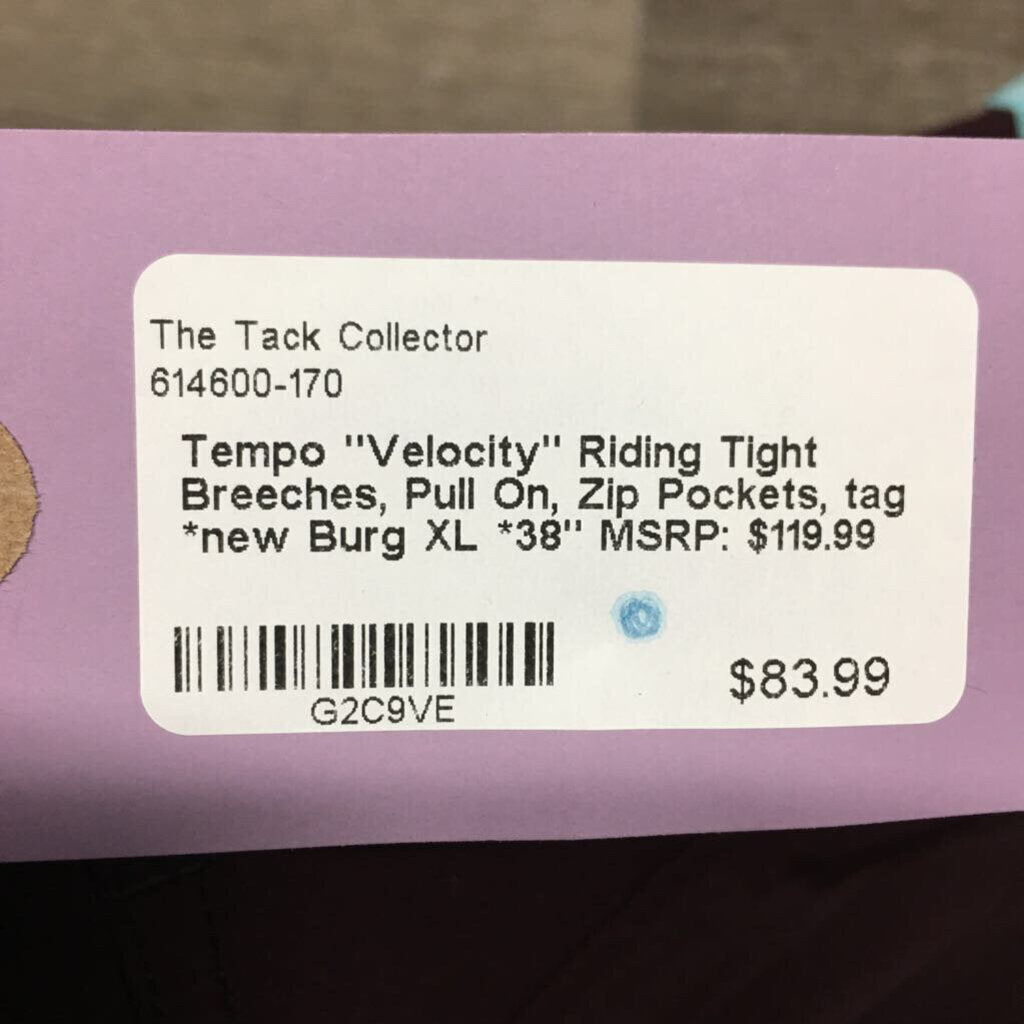 The Tack Collector
614600-170
Tempo "Velocity" Riding Tight
Breeches, Pull On, Zip Pockets, tag
*new Burg XL *38" MSRP: $119.99
G2C9VE
$83.99